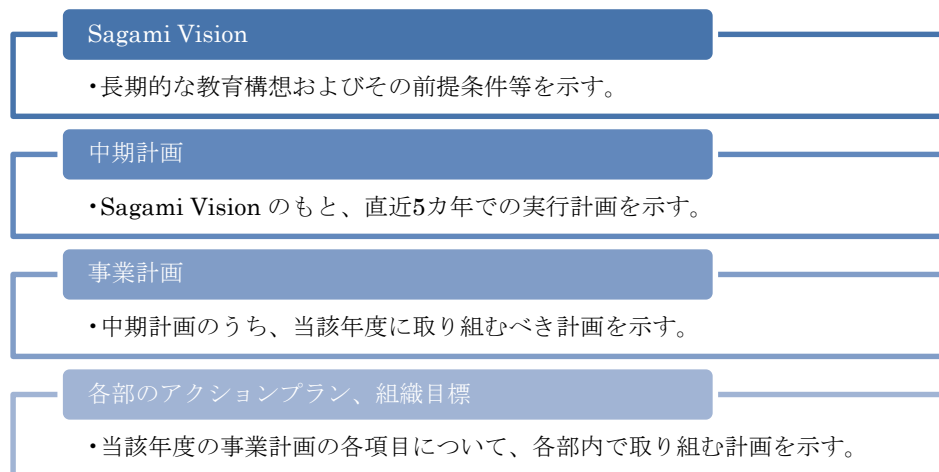 Sagami Vision
・長期的な教育構想およびその前提条件等を示す。
中期計画
・Sagami Vision のもと、直近5カ年での実行計画を示す。
事業計画
・中期計画のうち、当該年度に取り組むべき計画を示す。
各部のアクションプラン、組織目標
・当該年度の事業計画の各項目について、各部内で取り組む計画を示す。